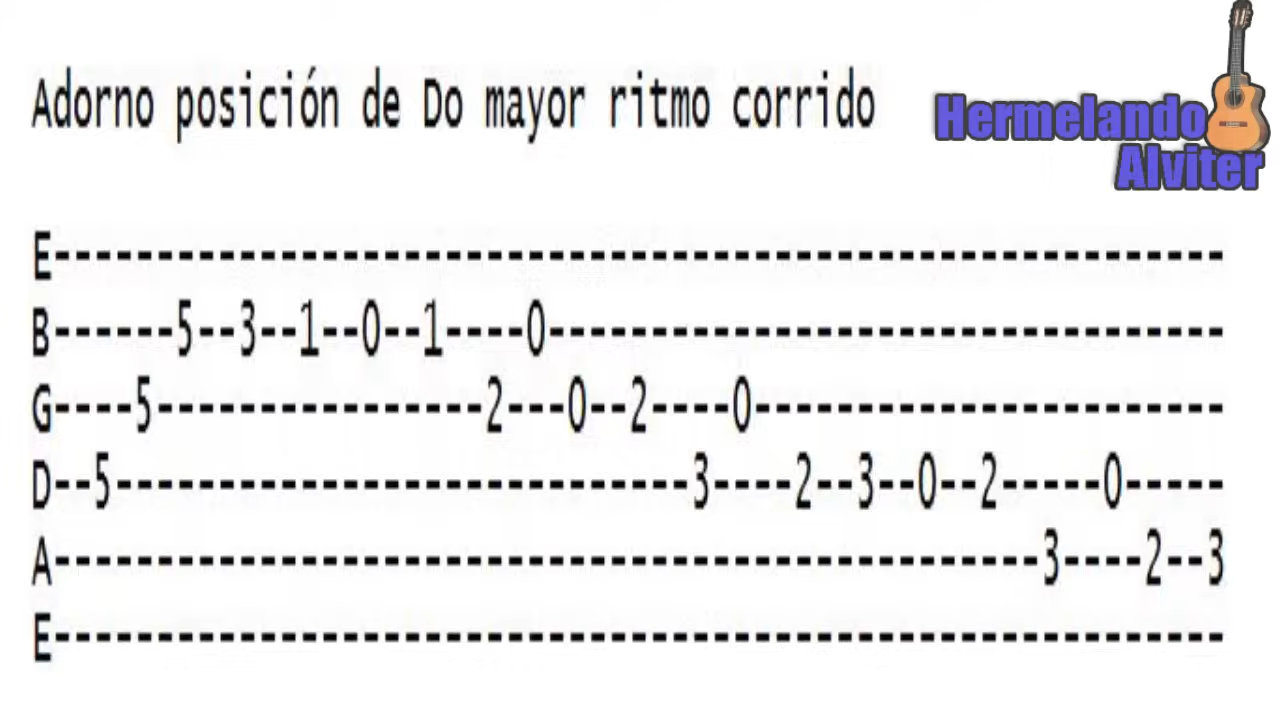 Adorno posición de Do mayor ritmo corrido
Hermelando
Alviter
E---------------------------------------------------------
B------5--3--1--0--1----0---------------------------------
G----5----------------2---0--2----0-----------------------
D--5----------------------------3----2--3--0--2-----0-----
A------------------------------------------------3----2--3
E---------------------------------------------------------